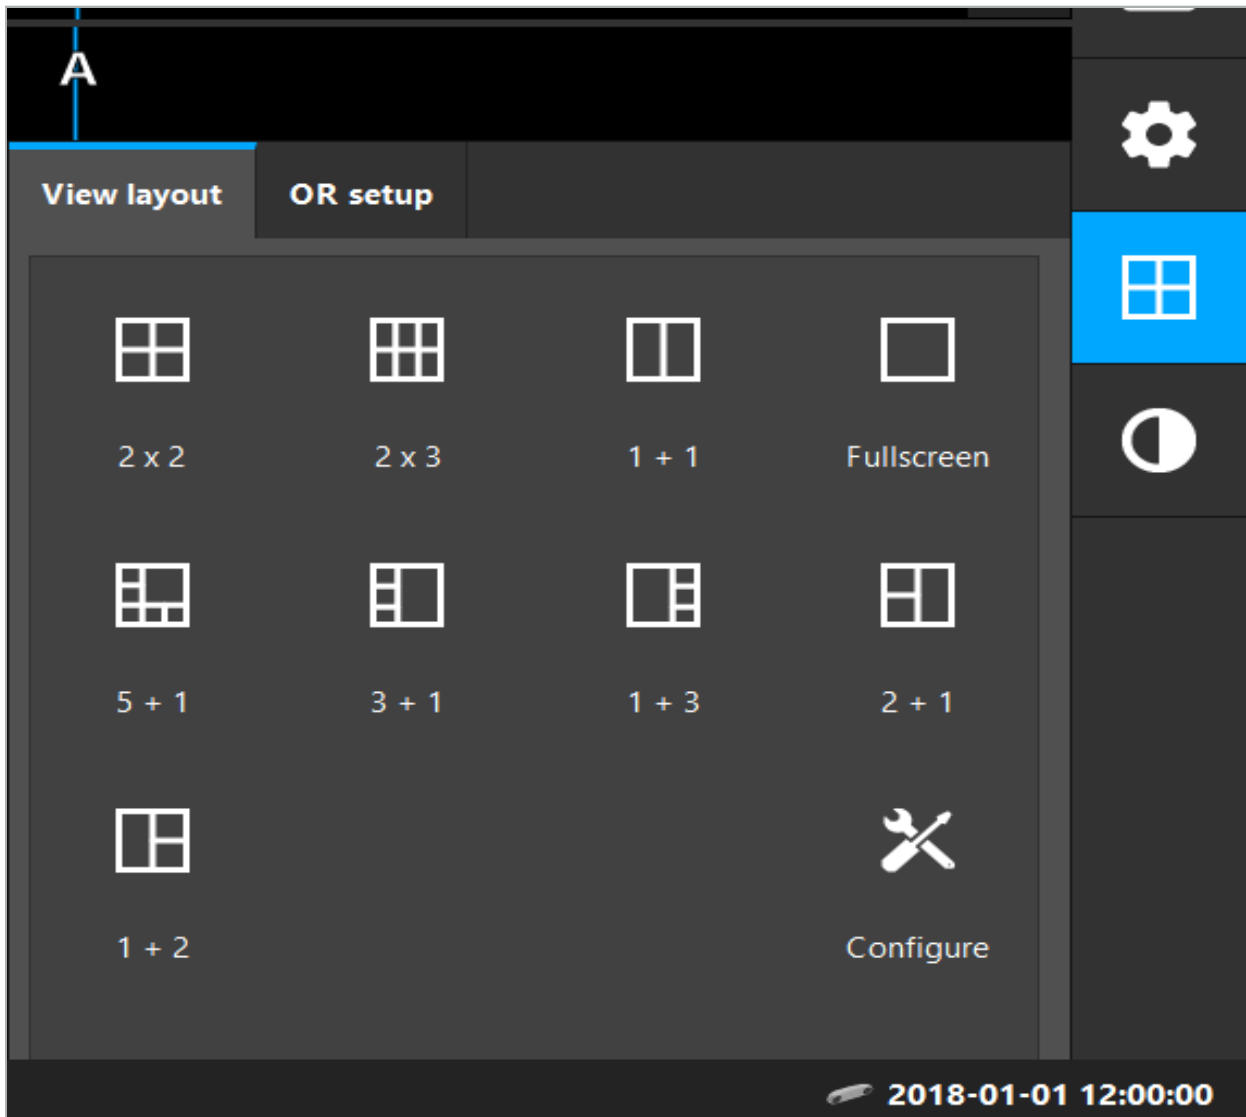 A
View layout OR setup
2 x 2 2 x 3 1 + 1 Fullscreen
5 + 1 3 + 1 1 + 3 2 + 1
1 + 2 Configure
2018-01-01 12:00:00